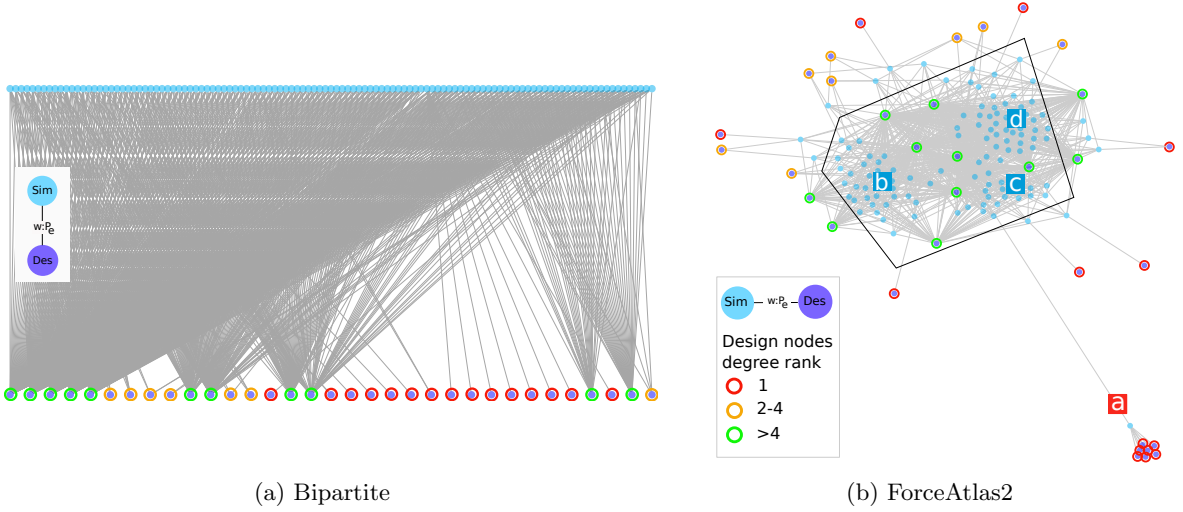 Sim
w:Pe
Des
(a) Bipartite
d
b
c
a
Sim w:Pe Des
Design nodes
degree rank
1
2-4
>4
(b) ForceAtlas2